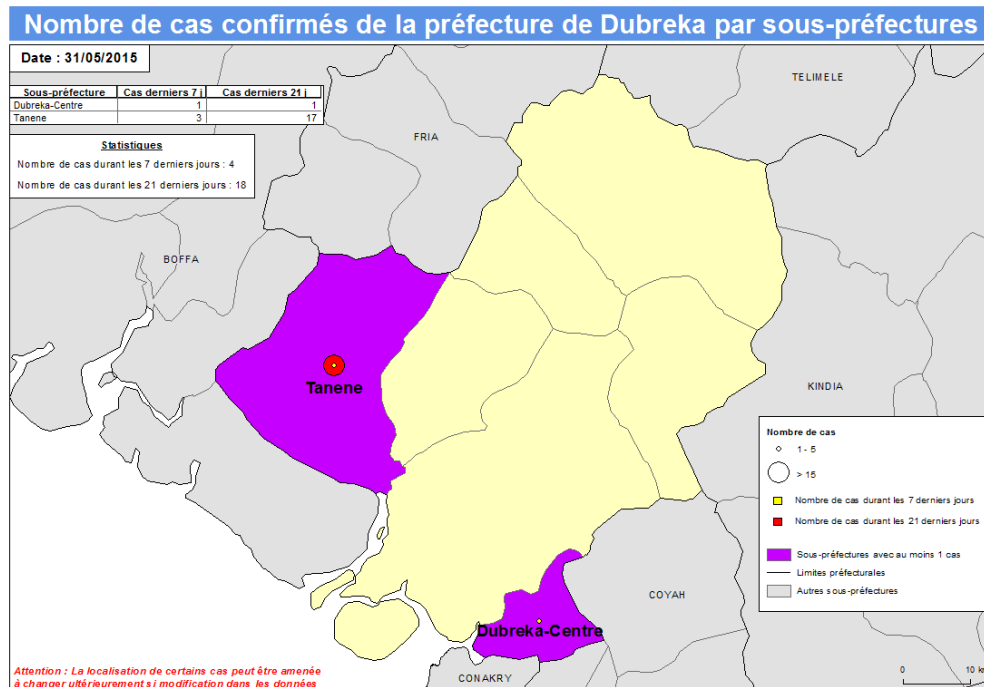 Nombre de cas confirmés de la préfecture de Dubreka par sous-préfectures
Date : 31/05/2015
Sous-préfecture Cas derniers 7 j Cas derniers 21 j
Dubreka-Centre 1 1
Tanene 3 17
Statistiques
Nombre de cas durant les 7 derniers jours : 4
Nombre de cas durant les 21 derniers jours : 18
TELIMELE
FRIA
BOFFA
Tanene
KINDIA
Nombre de cas
1 - 5
> 15
Nombre de cas durant les 7 derniers jours
Nombre de cas durant les 21 derniers jours
Sous-préfectures avec au moins 1 cas
Limites préfecturales
Autres sous-préfectures
COYAH
Dubreka-Centre
CONAKRY
0 10
Attention : La localisation de certains cas peut être amenée
à changer ultérieurement si modification dans les données